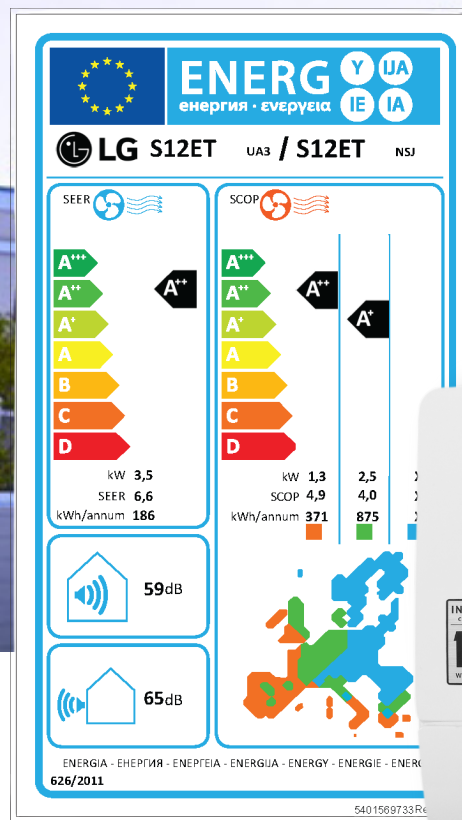 ENERG Y IJA
енергия · ενεργεια IE IA
LG S12ET UA3 / S12ET NSJ
SEER
A+++
A++
A+
A
B
C
D
A++
kW 3,5
SEER 6,6
kWh/annum 186
SCOP
A+++
A++
A+
A
B
C
D
A++
A+
kW 1,3 2,5
SCOP 4,9 4,0
kWh/annum 371 875
59dB
65dB
ENERGIA - ЕНЕРГИЯ - ΕΝΕΡΓΕΙΑ - ENERGIJA - ENERGY - ENERGIE -
626/2011
5401569733